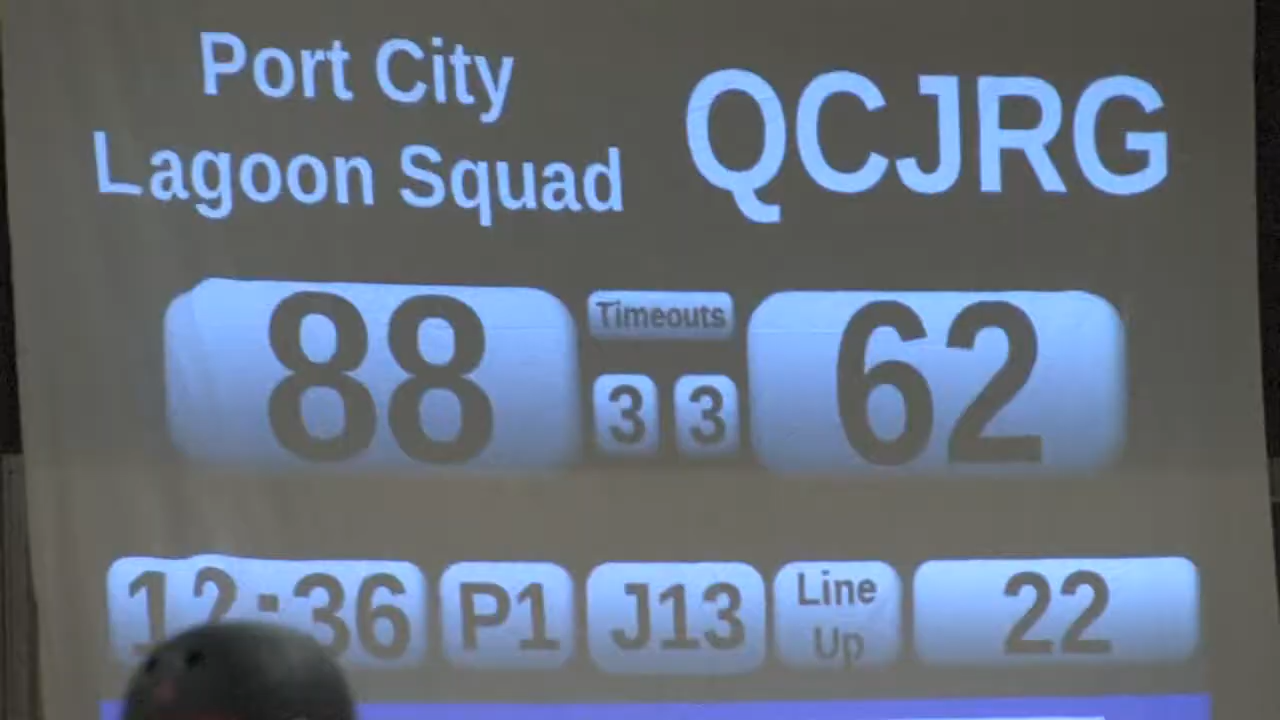 Port City
Lagoon Squad
QCJRG
88
Timeouts
62
3 3
12:36
P1
J13
Line
Up
22